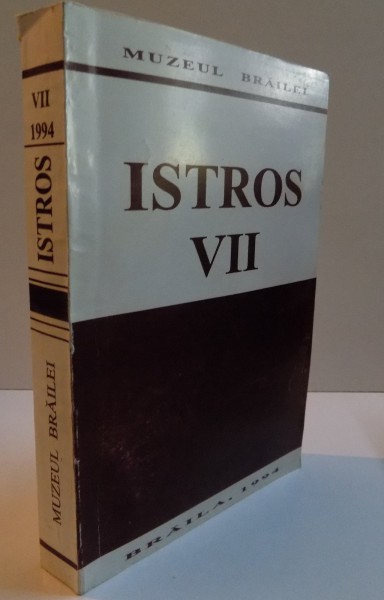 MUZEUL BRĂILEI
ISTROS
VII
BRĂILA, 1994
VII
1994
ISTROS
MUZEUL BRĂILEI